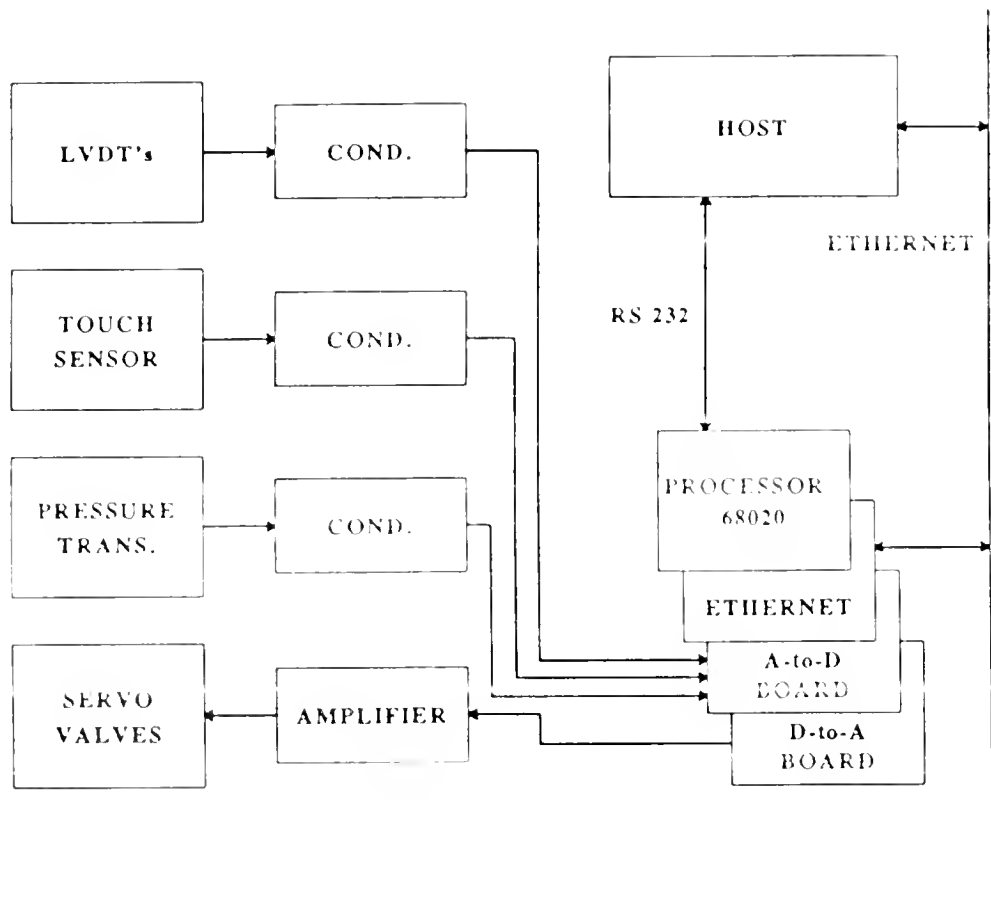 LVDT's
COND.
HOST
ETHERNET
TOUCH
SENSOR
COND.
RS 232
PRESSURE
TRANS.
COND.
PROCESSOR
68020
ETHERNET
A-to-D
BOARD
SERVO
VALVES
AMPLIFIER
D-to-A
BOARD